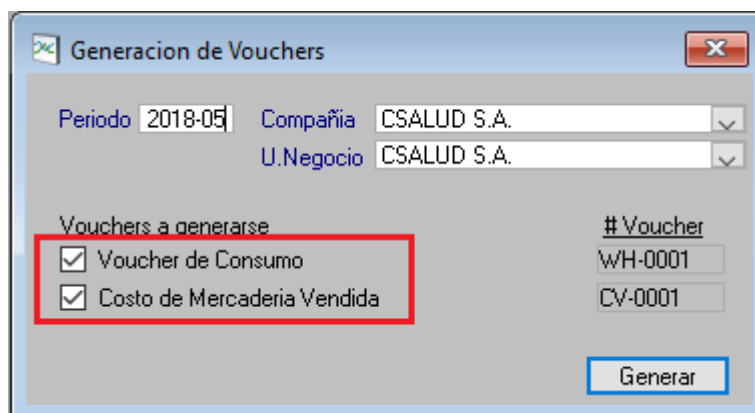 Generacion de Vouchers
Periodo 2018-05 Compañia CSALUD S.A.
U.Negocio CSALUD S.A.
Vouchers a generarse # Voucher
Voucher de Consumo WH-0001
Costo de Mercaderia Vendida CV-0001
Generar